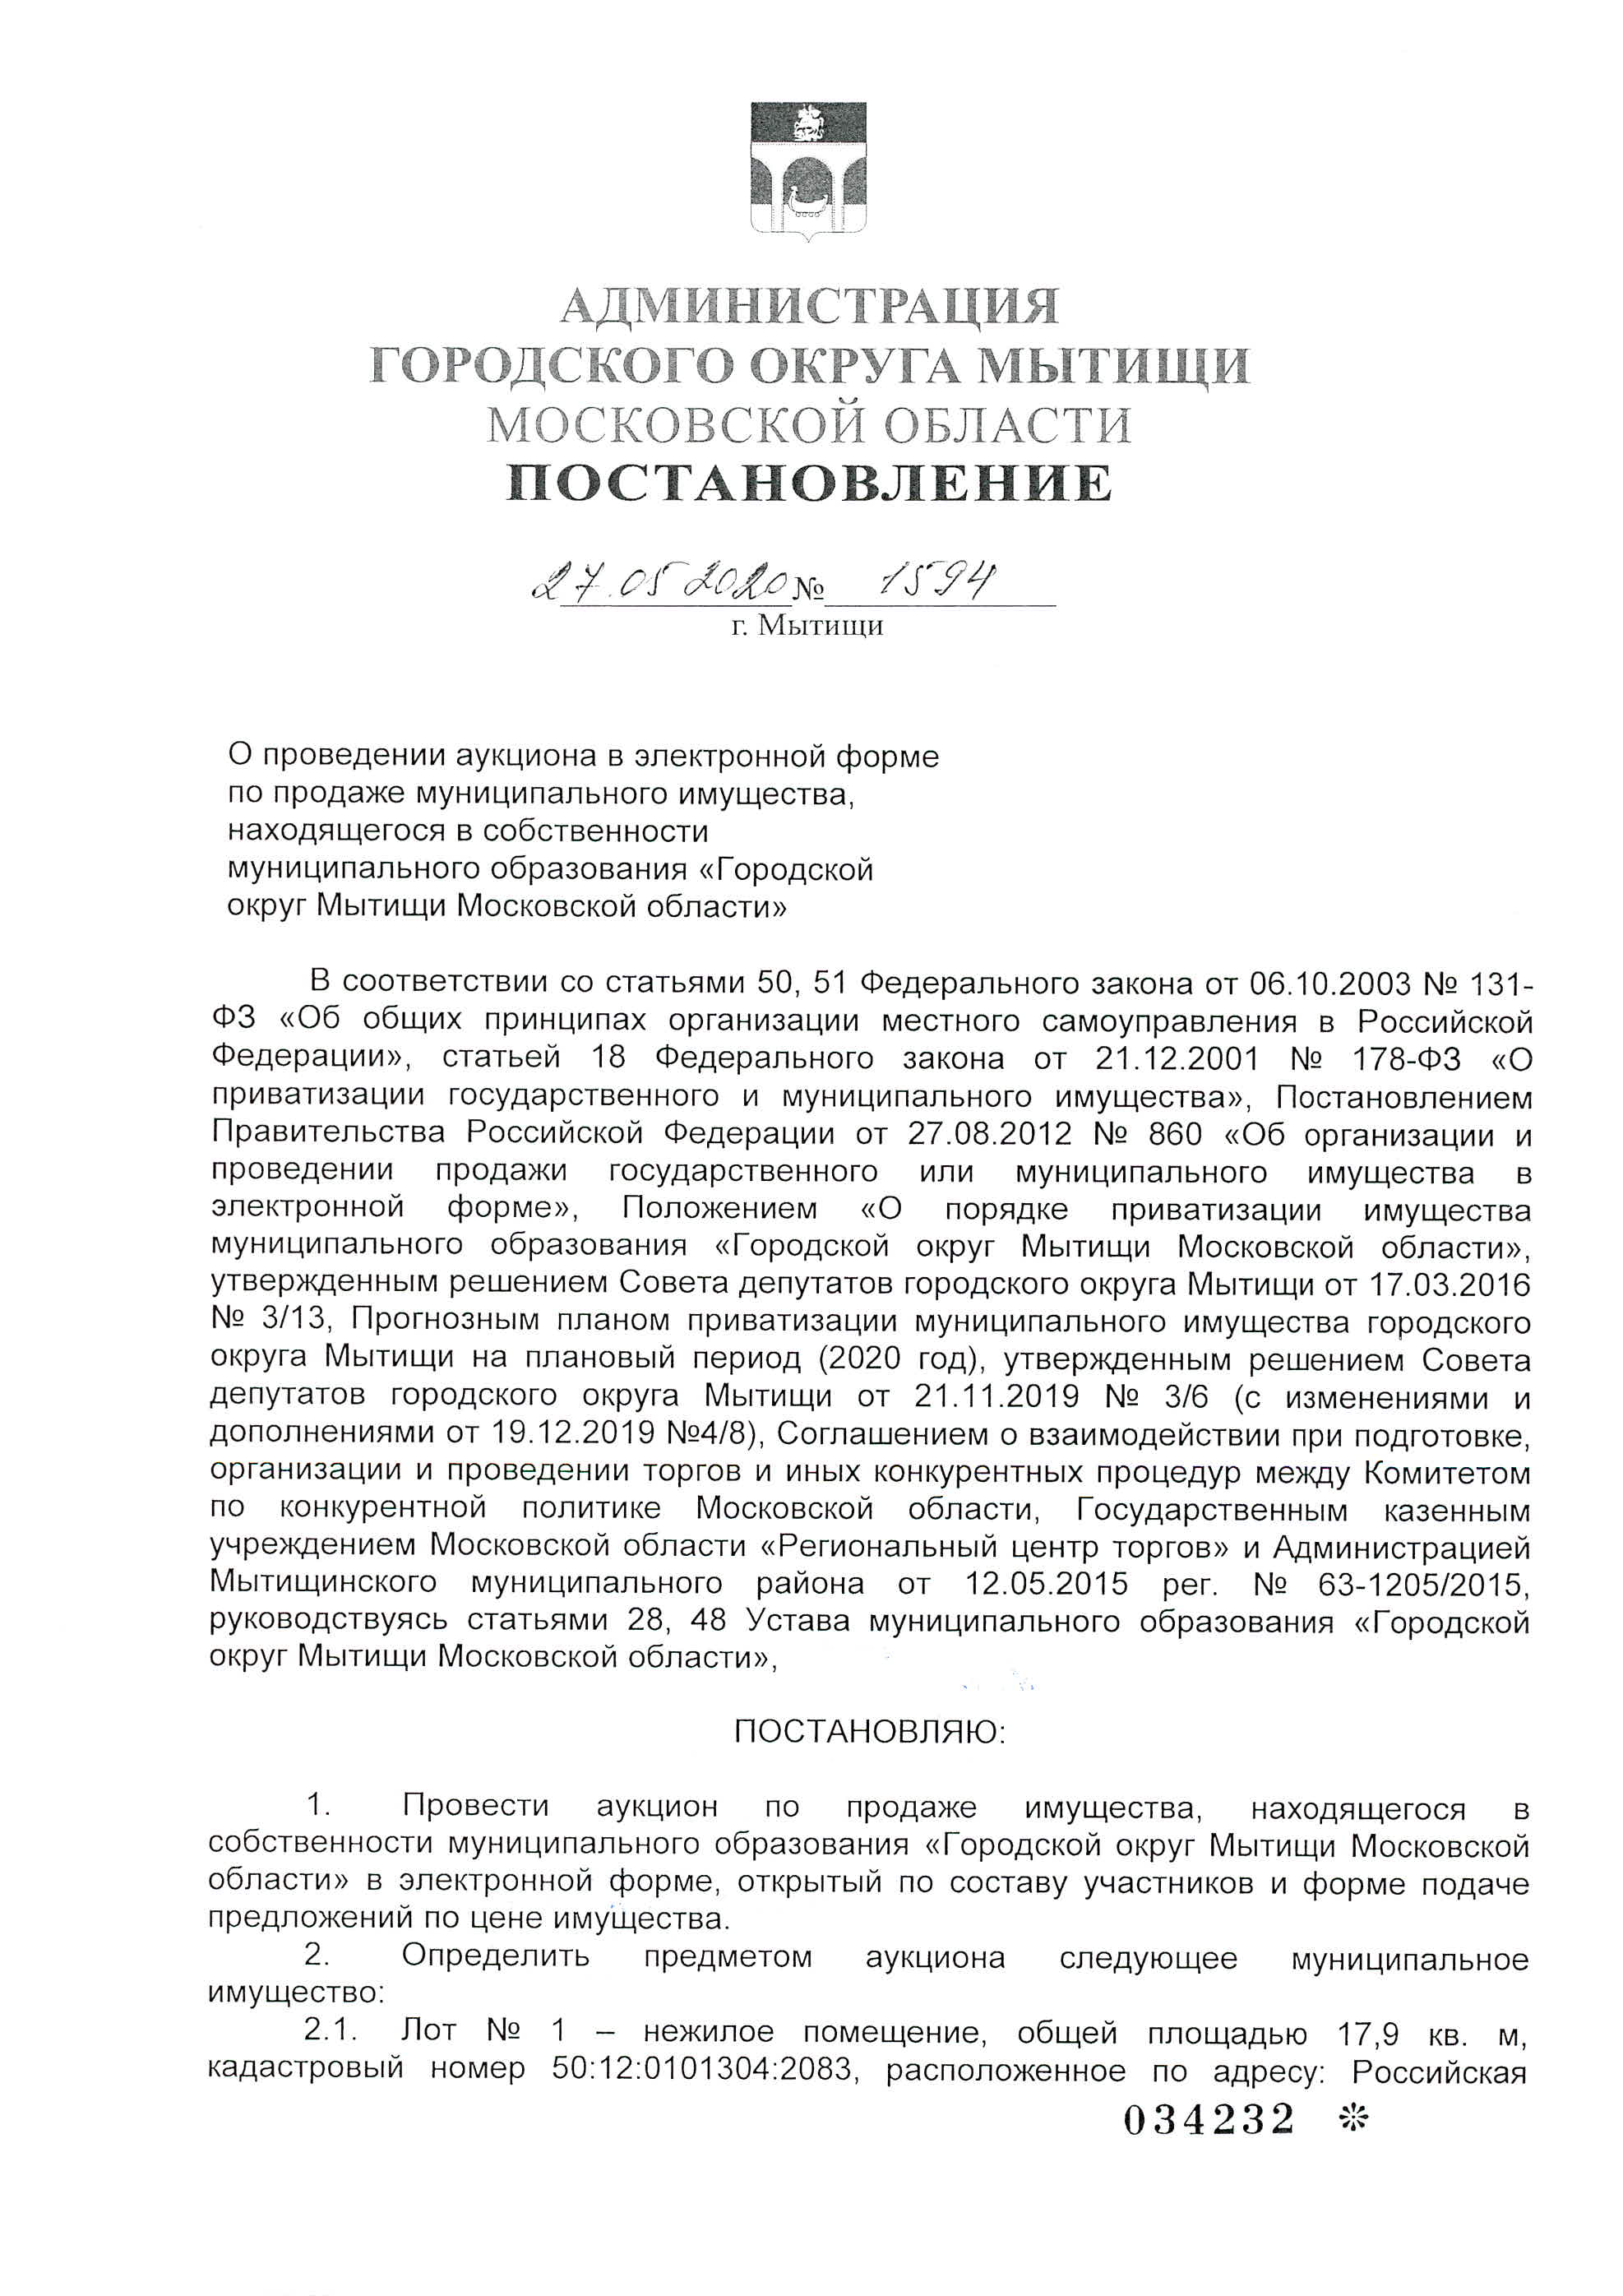 АДМИНИСТРАЦИЯ
ГОРОДСКОГО ОКРУГА МЫТИЩИ
МОСКОВСКОЙ ОБЛАСТИ
ПОСТАНОВЛЕНИЕ
27.05 2020 № 1594
г. Мытищи
О проведении аукциона в электронной форме
по продаже муниципального имущества,
находящегося в собственности
муниципального образования «Городской
округ Мытищи Московской области»
В соответствии со статьями 50, 51 Федерального закона от 06.10.2003 № 131-
ФЗ «Об общих принципах организации местного самоуправления в Российской
Федерации», статьей 18 Федерального закона от 21.12.2001 № 178-ФЗ «О
приватизации государственного и муниципального имущества», Постановлением
Правительства Российской Федерации от 27.08.2012 № 860 «Об организации и
проведении продажи государственного или муниципального имущества в
электронной форме», Положением «О порядке приватизации имущества
муниципального образования «Городской округ Мытищи Московской области»,
утвержденным решением Совета депутатов городского округа Мытищи от 17.03.2016
№ 3/13, Прогнозным планом приватизации муниципального имущества городского
округа Мытищи на плановый период (2020 год), утвержденным решением Совета
депутатов городского округа Мытищи от 21.11.2019 № 3/6 (с изменениями и
дополнениями от 19.12.2019 №4/8), Соглашением о взаимодействии при подготовке,
организации и проведении торгов и иных конкурентных процедур между Комитетом
по конкурентной политике Московской области, Государственным казенным
учреждением Московской области «Региональный центр торгов» и Администрацией
Мытищинского муниципального района от 12.05.2015 рег. № 63-1205/2015,
руководствуясь статьями 28, 48 Устава муниципального образования «Городской
округ Мытищи Московской области»,
ПОСТАНОВЛЯЮ:
1. Провести аукцион по продаже имущества, находящегося в
собственности муниципального образования «Городской округ Мытищи Московской
области» в электронной форме, открытый по составу участников и форме подаче
предложений по цене имущества.
2. Определить предметом аукциона следующее муниципальное
имущество:
2.1. Лот № 1 – нежилое помещение, общей площадью 17,9 кв. м,
кадастровый номер 50:12:0101304:2083, расположенное по адресу: Российская
034232 *